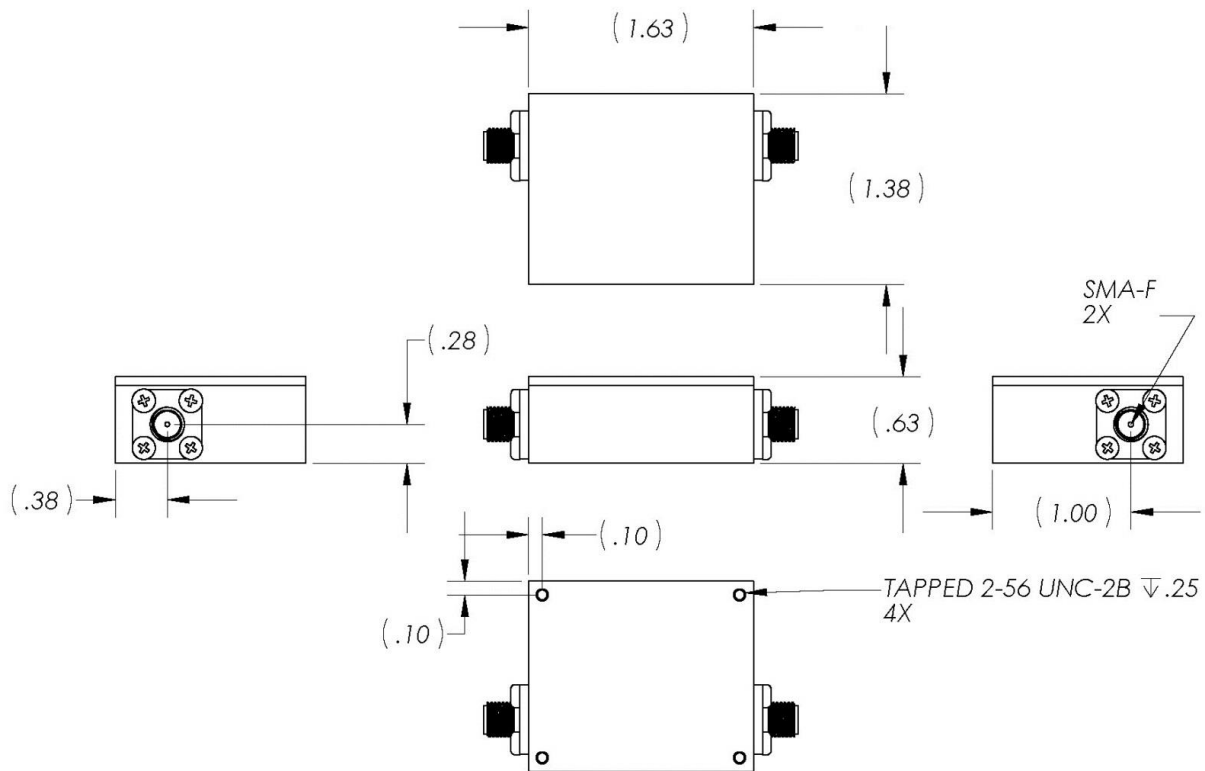 ( 1.63 )
( 1.38 )
SMA-F
2X
( .28 )
( .63 )
( .38 )
( 1.00 )
( .10 )
TAPPED 2-56 UNC-2B ↧ .25
4X
( .10 )